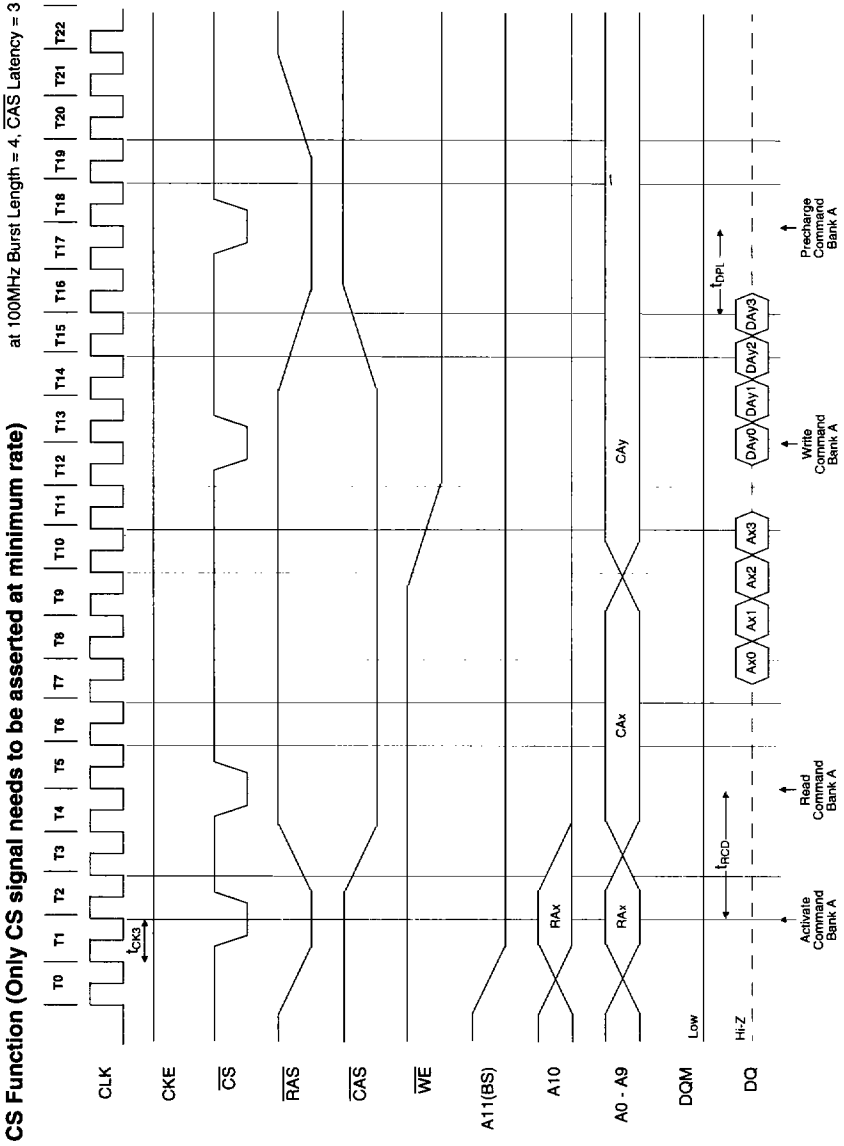 CS Function (Only CS signal needs to be asserted at minimum rate)
at 100MHz Burst Length = 4, CAS Latency = 3
T0 T1 T2 T3 T4 T5 T6 T7 T8 T9 T10 T11 T12 T13 T14 T15 T16 T17 T18 T19 T20 T21 T22
CLK
tCK3
CKE
CS
RAS
CAS
WE
A11(BS)
A10
RAx
A0 - A9
RAx CAx CAy
DQM
Low
tRCD
tDPL
DQ
Hi-Z
Ax0 Ax1 Ax2 Ax3 DAy0 DAy1 DAy2 DAy3
Activate
Command
Bank A
Read
Command
Bank A
Write
Command
Bank A
Precharge
Command
Bank A